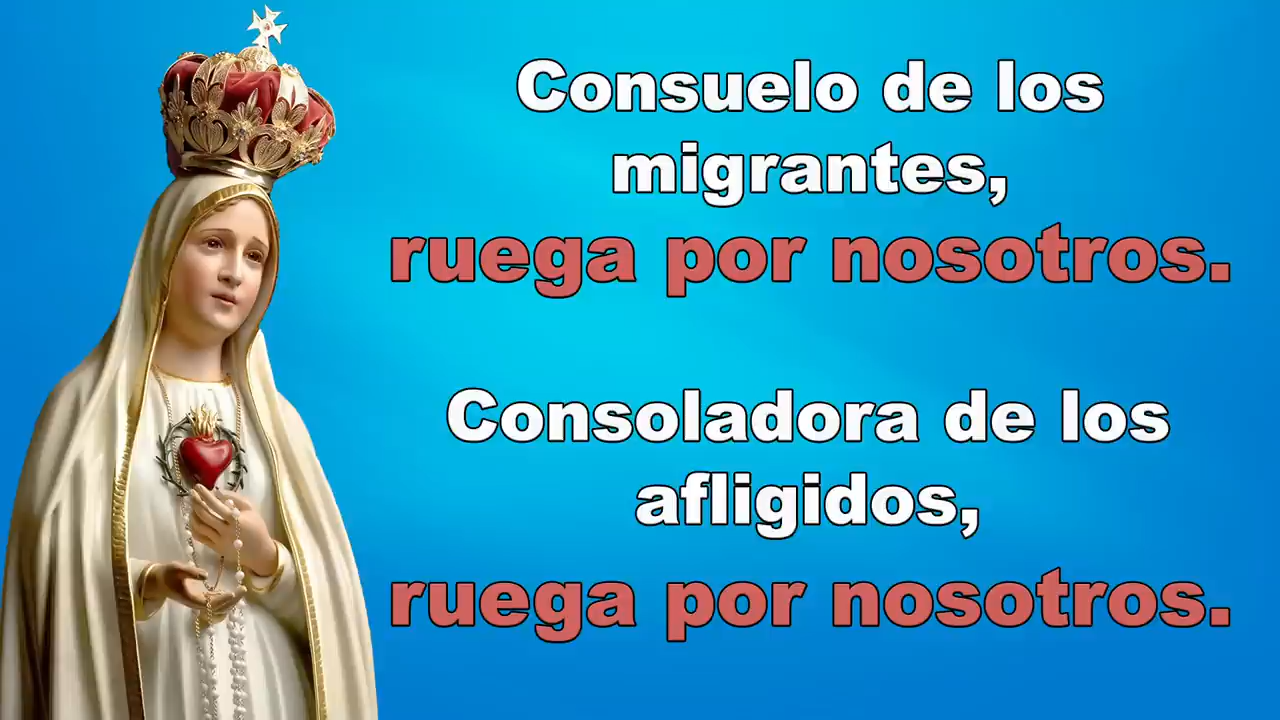 Consuelo de los
migrantes,
ruega por nosotros.
Consoladora de los
afligidos,
ruega por nosotros.